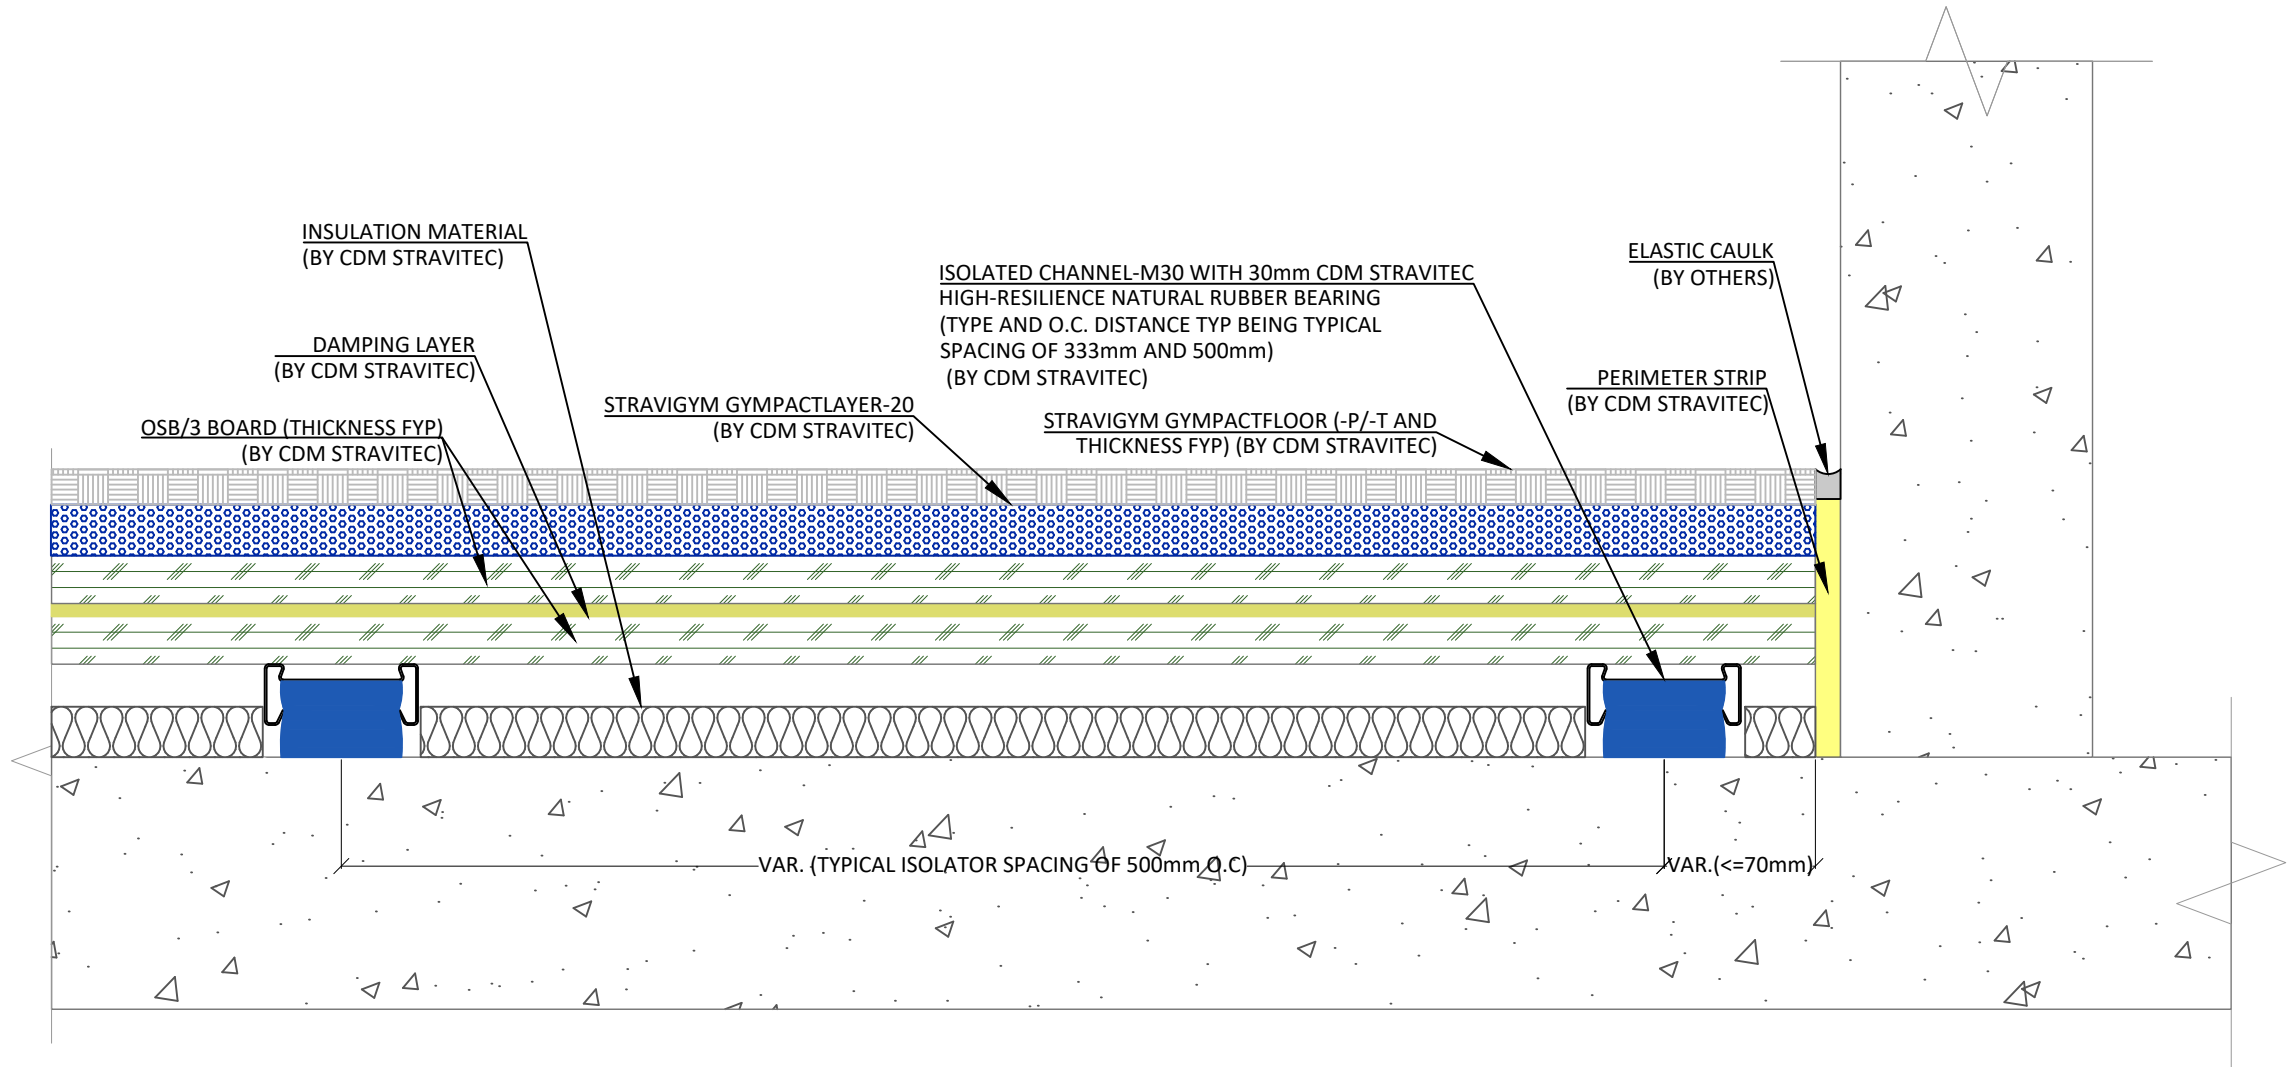 INSULATION MATERIAL
(BY CDM STRAVITEC)
DAMPING LAYER
(BY CDM STRAVITEC)
OSB/3 BOARD (THICKNESS FYP)
(BY CDM STRAVITEC)
STRAVIGYM GYMPACTLAYER-20
(BY CDM STRAVITEC)
ISOLATED CHANNEL-M30 WITH 30mm CDM STRAVITEC
HIGH-RESILIENCE NATURAL RUBBER BEARING
(TYPE AND O.C. DISTANCE TYP BEING TYPICAL
SPACING OF 333mm AND 500mm)
(BY CDM STRAVITEC)
STRAVIGYM GYMPACTFLOOR (-P/-T AND
THICKNESS FYP) (BY CDM STRAVITEC)
ELASTIC CAULK
(BY OTHERS)
PERIMETER STRIP
(BY CDM STRAVITEC)
VAR. (TYPICAL ISOLATOR SPACING OF 500mm O.C)
VAR.(<=70mm)